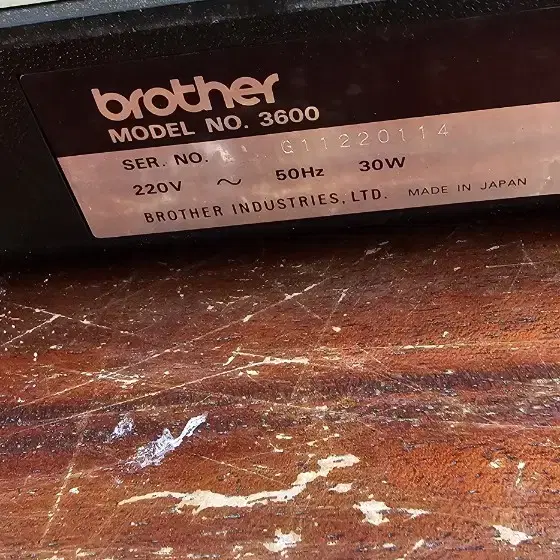 brother
MODEL NO. 3600
SER. NO. G11220114
220V ~ 50Hz 30W
BROTHER INDUSTRIES, LTD. MADE IN JAPAN